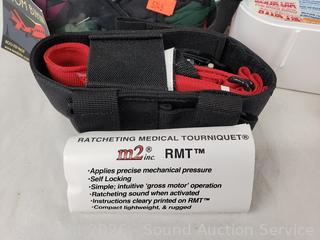 RATCHETING MEDICAL TOURNIQUET®
m2® inc. RMT™
•Applies precise mechanical pressure
•Self Locking
•Simple; intuitive 'gross motor' operation
•Ratcheting sound when activated
•Instructions cleary printed on RMT™
•Compact lightweight, & rugged
Sound Auction Service